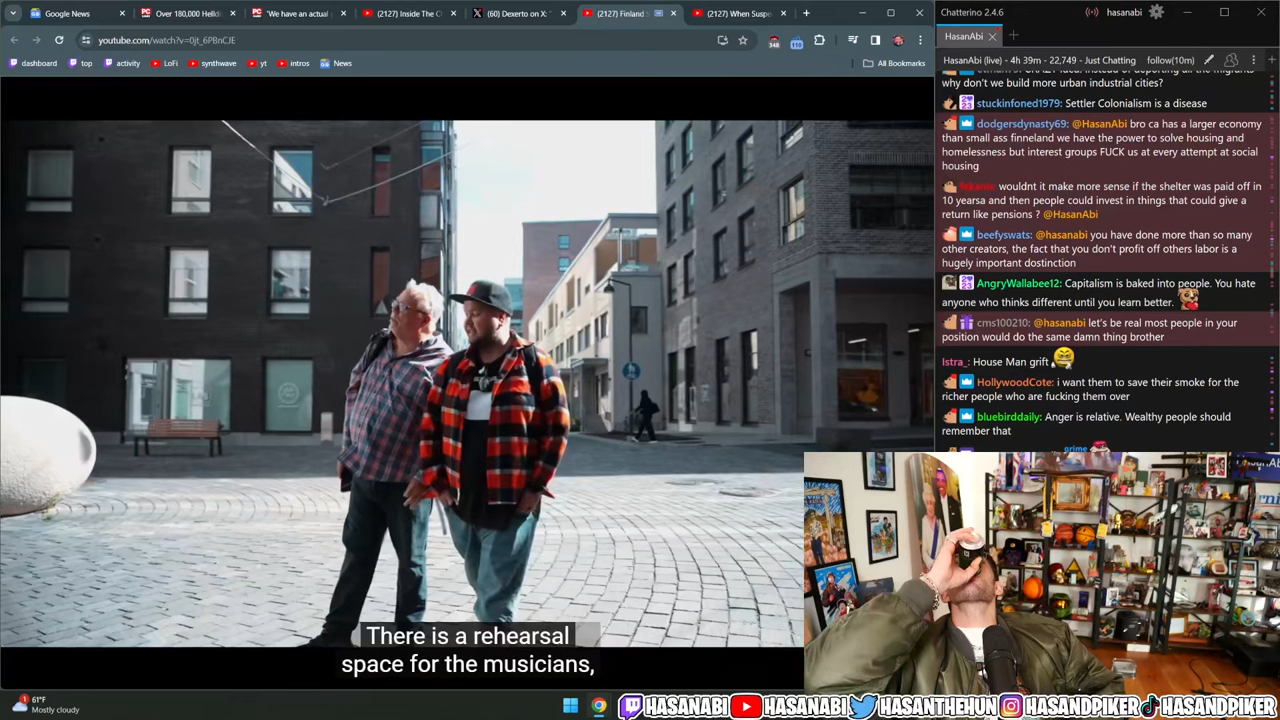 Google News
Over 180,000 Helldi
"We have an actual
(2127) Inside The C
(60) Dexerto on X: "
(2127) Finland S
(2127) When Suspe
youtube.com/watch?v=0jt_6PBnCJE
348
110
dashboard
top
activity
LoFi
synthwave
yt
intros
News
All Bookmarks
Chatterino 2.4.6
hasanabi
HasanAbi
HasanAbi (live) - 4h 39m - 22,749 - Just Chatting
follow(10m)
why don't we build more urban industrial cities?
stuckinfoned1979: Settler Colonialism is a disease
dodgersdynasty69: @HasanAbi bro ca has a larger economy
than small ass finneland we have the power to solve housing and
homelessness but interest groups FUCK us at every attempt at social
housing
wouldnt it make more sense if the shelter was paid off in
10 yearsa and then people could invest in things that could give a
return like pensions ? @HasanAbi
beefyswats: @hasanabi you have done more than so many
other creators, the fact that you don't profit off others labor is a
hugely important dostinction
AngryWallabee12: Capitalism is baked into people. You hate
anyone who thinks different until you learn better.
cms100210: @hasanabi let's be real most people in your
position would do the same damn thing brother
Istra_: House Man grift
HollywoodCote: i want them to save their smoke for the
richer people who are fucking them over
bluebirddaily: Anger is relative. Wealthy people should
remember that
grime
There is a rehearsal
space for the musicians,
61°F
Mostly cloudy
HASANABI
HASANABI
HASANTHEHUN
HASANDPIKER
HASANDPIKER